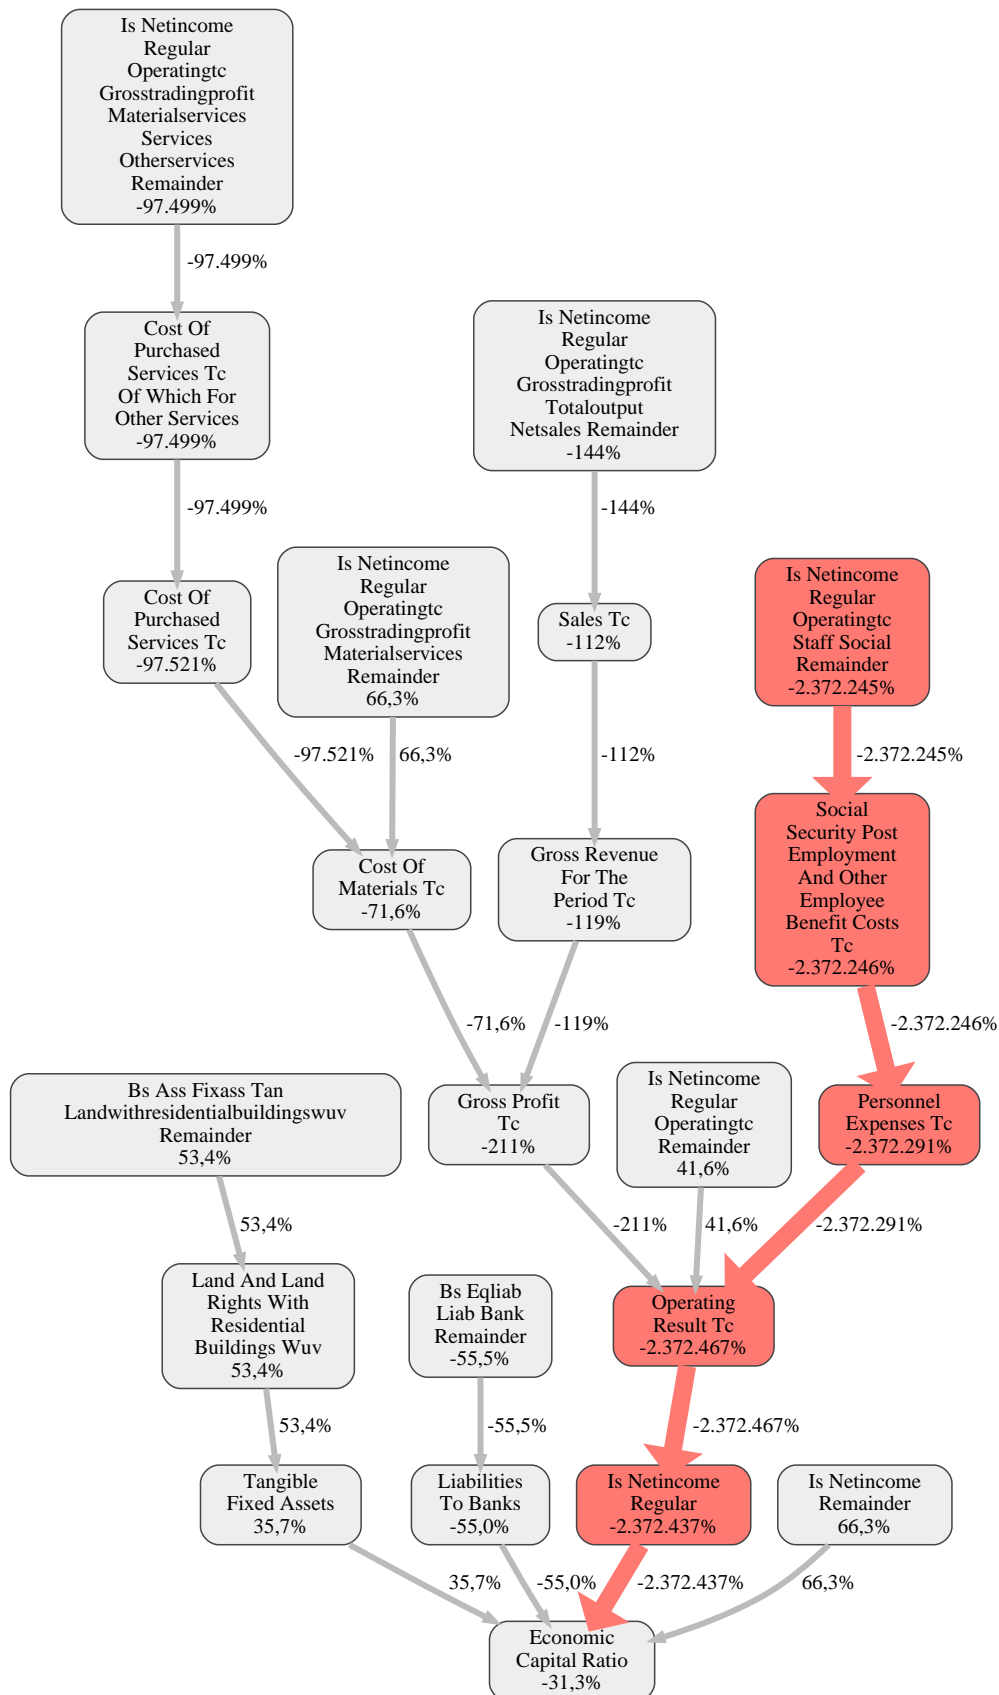 Is Netincome
Regular
Operatingtc
Grosstradingprofit
Materialservices
Services
Otherservices
Remainder
-97.499%
-97.499%
Cost Of
Purchased
Services Tc
Of Which For
Other Services
-97.499%
Is Netincome
Regular
Operatingtc
Grosstradingprofit
Totaloutput
Netsales Remainder
-144%
-97.499%
-144%
Cost Of
Purchased
Services Tc
-97.521%
Is Netincome
Regular
Operatingtc
Grosstradingprofit
Materialservices
Remainder
66,3%
Sales Tc
-112%
Is Netincome
Regular
Operatingtc
Staff Social
Remainder
-2.372.245%
-97.521%
66,3%
-112%
-2.372.245%
Cost Of
Materials Tc
-71,6%
Gross Revenue
For The
Period Tc
-119%
Social
Security Post
Employment
And Other
Employee
Benefit Costs
Tc
-2.372.246%
-71,6%
-119%
-2.372.246%
Bs Ass Fixass Tan
Landwithresidentialbuildingswuv
Remainder
53,4%
Gross Profit
Tc
-211%
Is Netincome
Regular
Operatingtc
Remainder
41,6%
Personnel
Expenses Tc
-2.372.291%
53,4%
-211%
41,6%
-2.372.291%
Land And Land
Rights With
Residential
Buildings Wuv
53,4%
Bs Eqliab
Liab Bank
Remainder
-55,5%
Operating
Result Tc
-2.372.467%
53,4%
-55,5%
-2.372.467%
Tangible
Fixed Assets
35,7%
Liabilities
To Banks
-55,0%
Is Netincome
Regular
-2.372.437%
Is Netincome
Remainder
66,3%
35,7%
-55,0%
-2.372.437%
66,3%
Economic
Capital Ratio
-31,3%